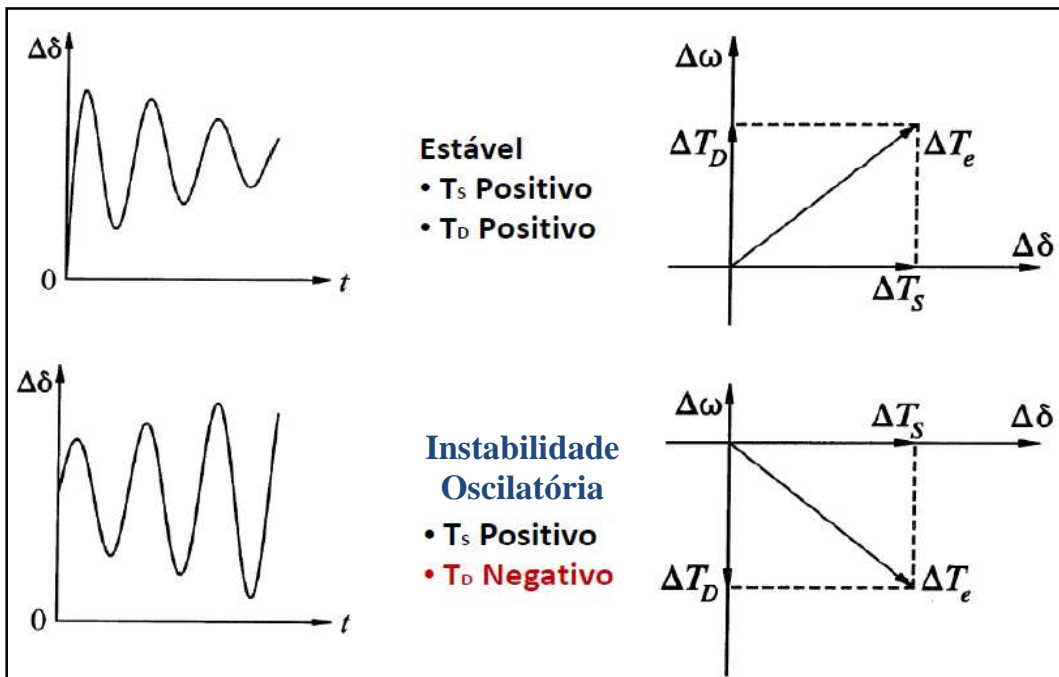 Δδ
0
t
Estável
• Ts Positivo
• TD Positivo
Δω
ΔTD
ΔTe
ΔTS
Δδ
Δδ
0
t
Instabilidade
Oscilatória
• Ts Positivo
• TD Negativo
Δω
ΔTS
Δδ
ΔTD
ΔTe